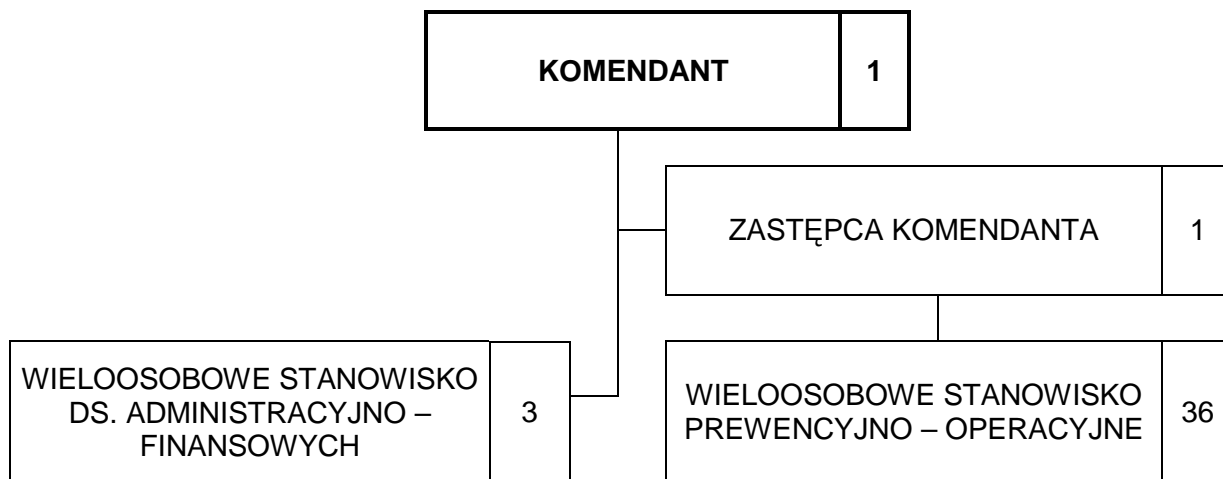 KOMENDANT 1
ZASTĘPCA KOMENDANTA 1
WIELOOSOBOWE STANOWISKO
DS. ADMINISTRACYJNO –
FINANSOWYCH
3
WIELOOSOBOWE STANOWISKO
PREWENCYJNO – OPERACYJNE
36